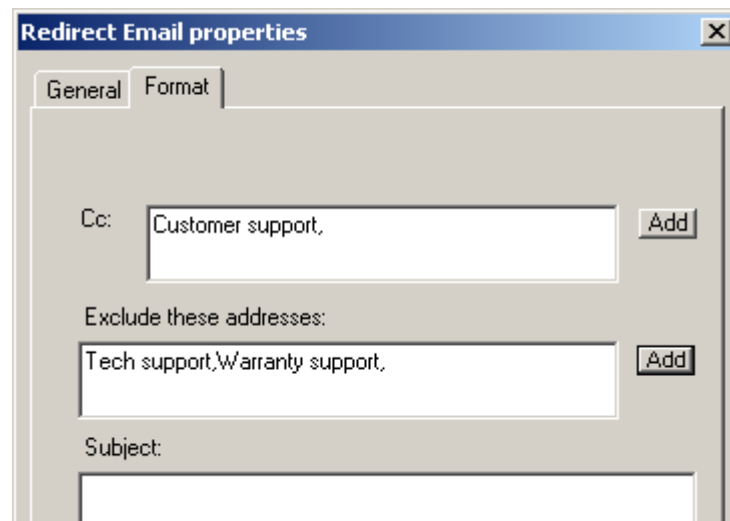 Redirect Email properties
General Format
Cc: Customer support, Add
Exclude these addresses:
Tech support,Warranty support, Add
Subject: